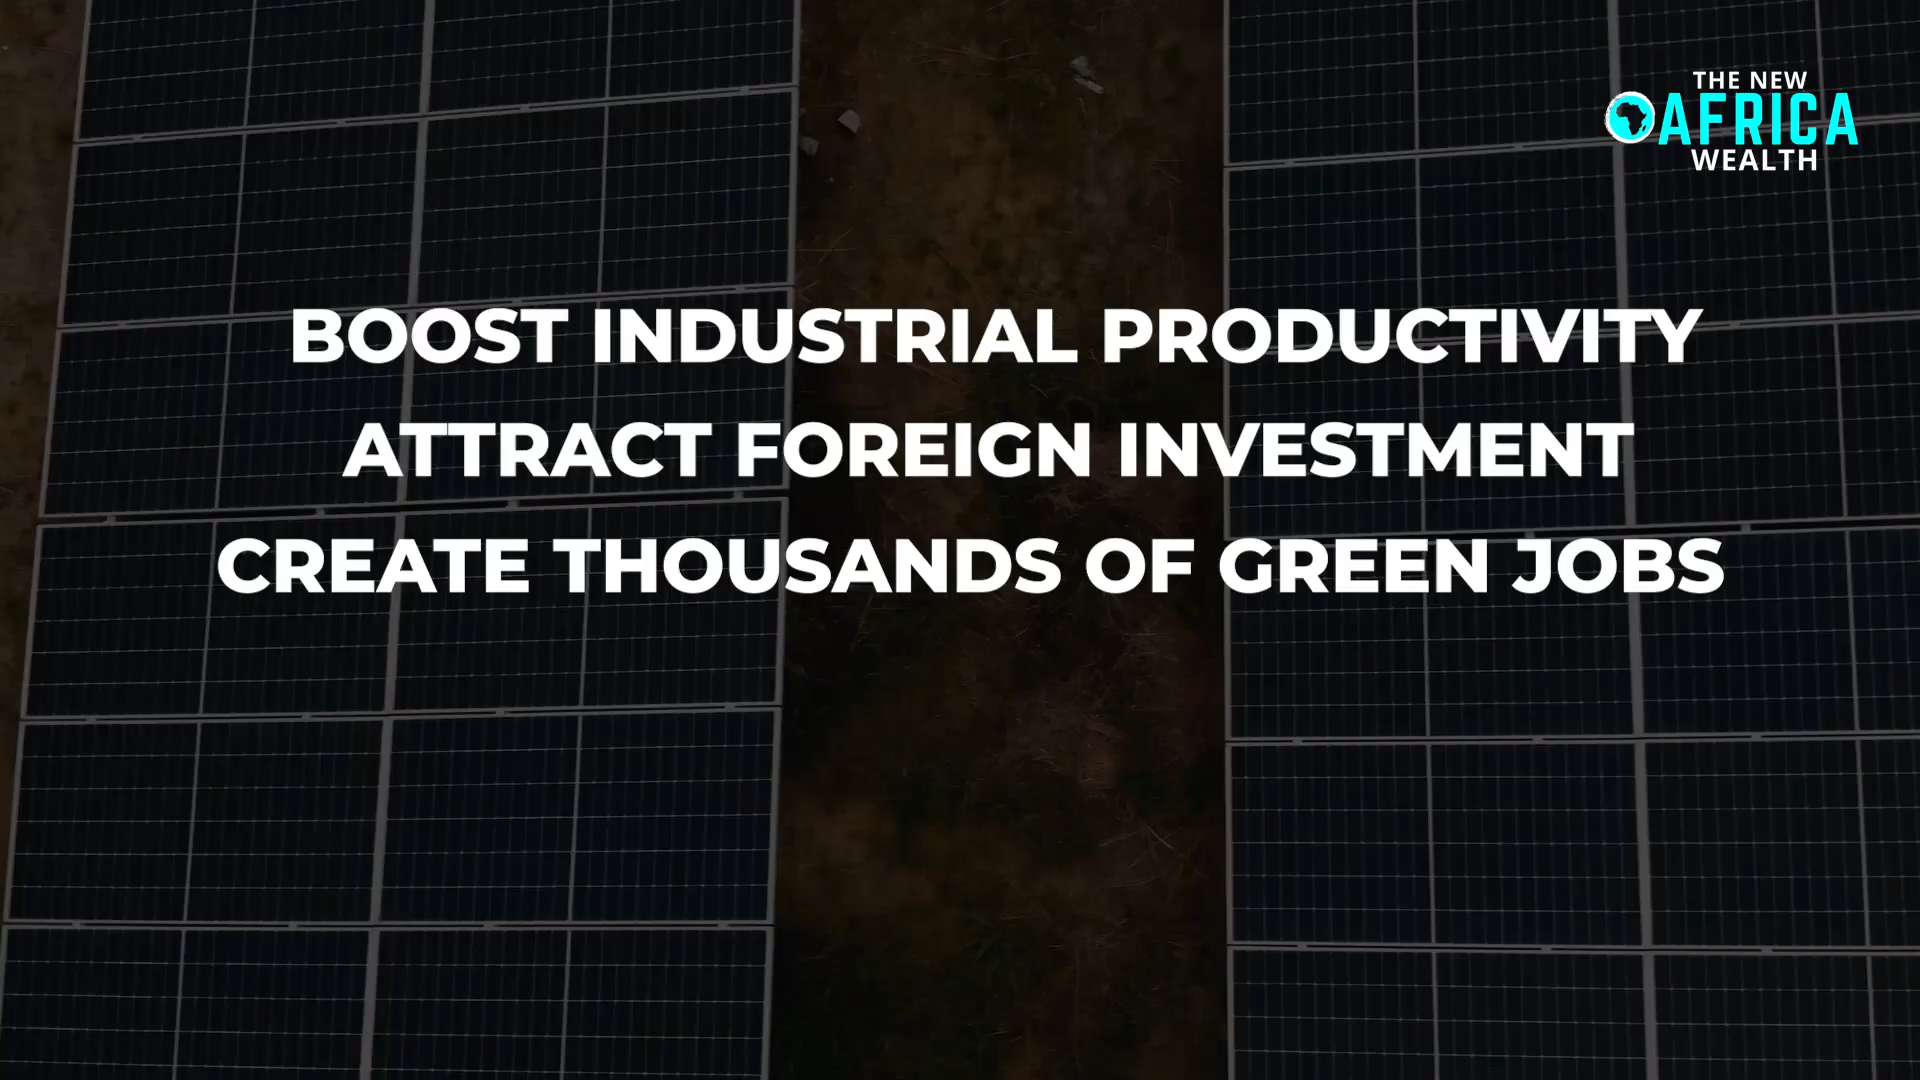 THE NEW
AFRICA
WEALTH
BOOST INDUSTRIAL PRODUCTIVITY
ATTRACT FOREIGN INVESTMENT
CREATE THOUSANDS OF GREEN JOBS